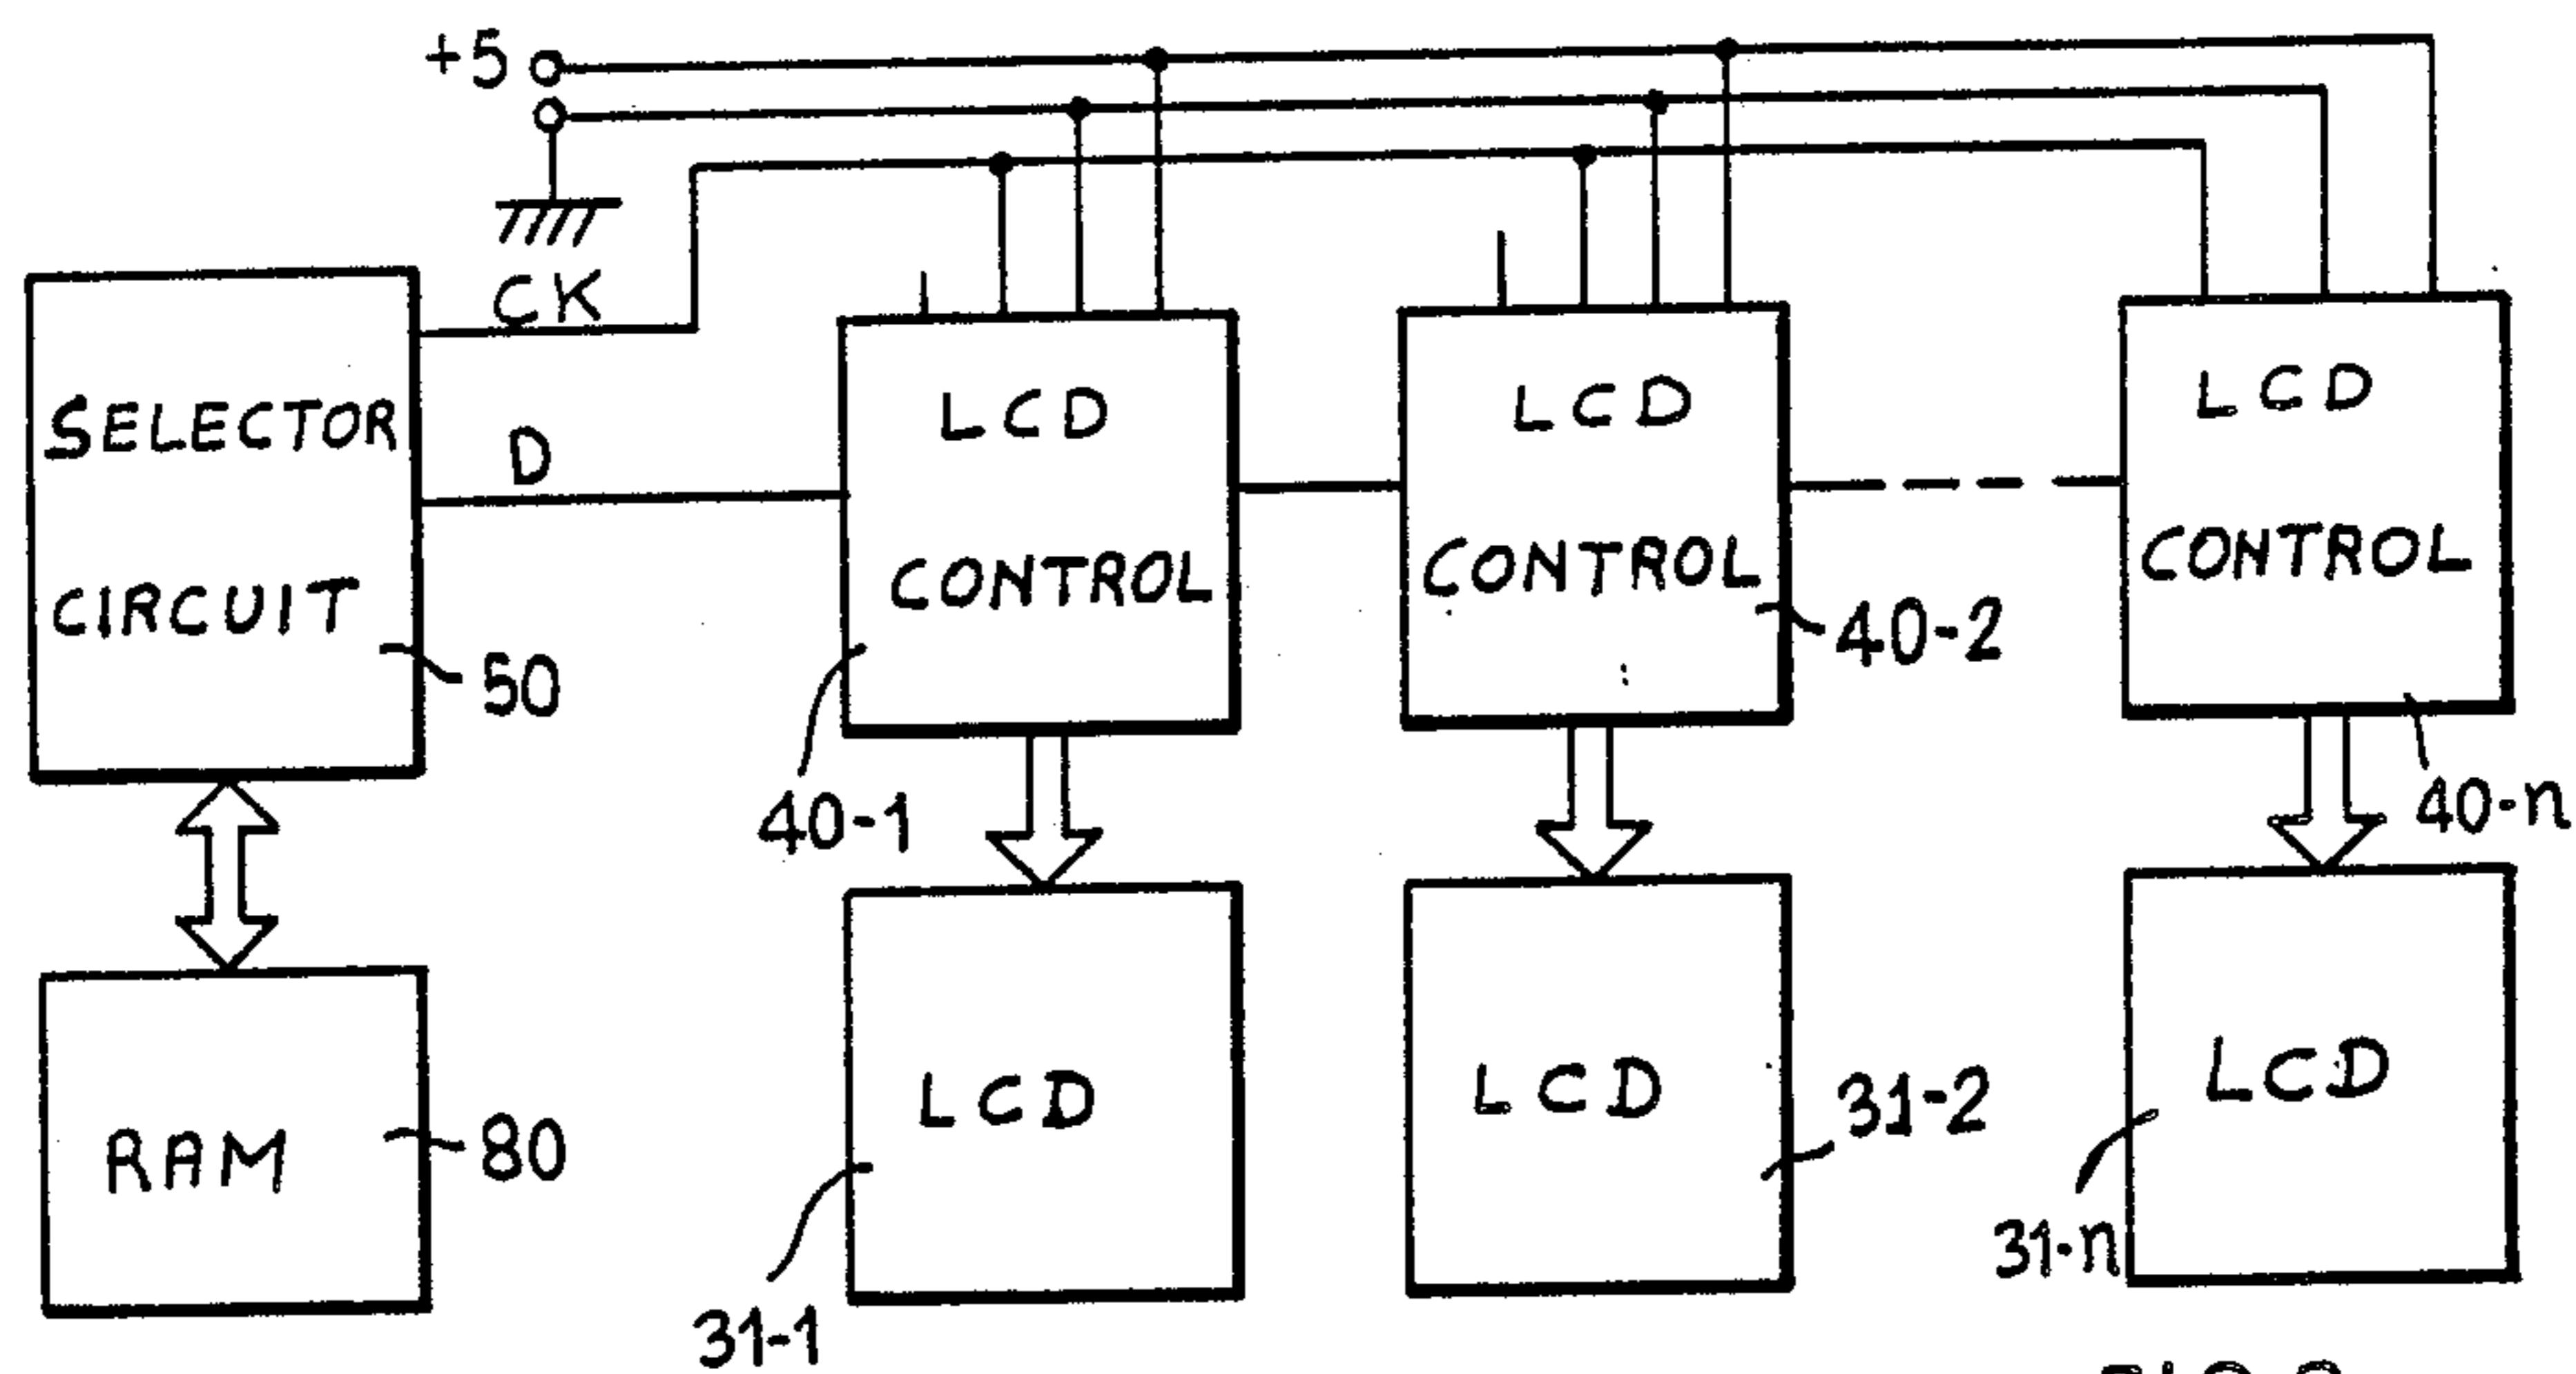 +5
CK
SELECTOR
CIRCUIT
D
50
LCD
CONTROL
40-1
LCD
CONTROL
40-2
LCD
CONTROL
40-n
RAM
80
LCD
31-1
LCD
31-2
LCD
31-n